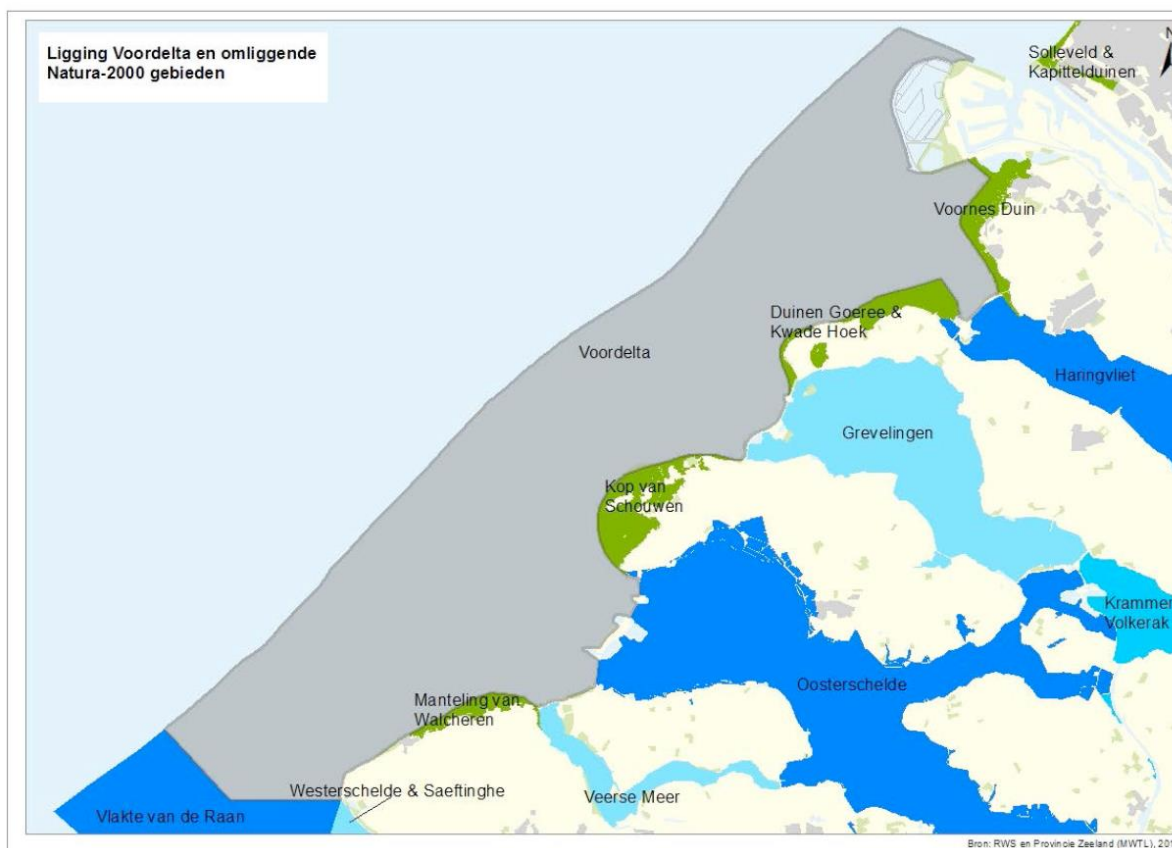 Ligging Voordelta en omliggende
Natura-2000 gebieden
N
Solleveld &
Kapittelduinen
Voornes Duin
Duinen Goeree &
Kwade Hoek
Voordelta
Haringvliet
Grevelingen
Kop van
Schouwen
Krammer
Volkerak
Oosterschelde
Manteling van
Walcheren
Westerschelde & Saeftinghe
Veerse Meer
Vlakte van de Raan
Bron: RWS en Provincie Zeeland (MWTL), 20